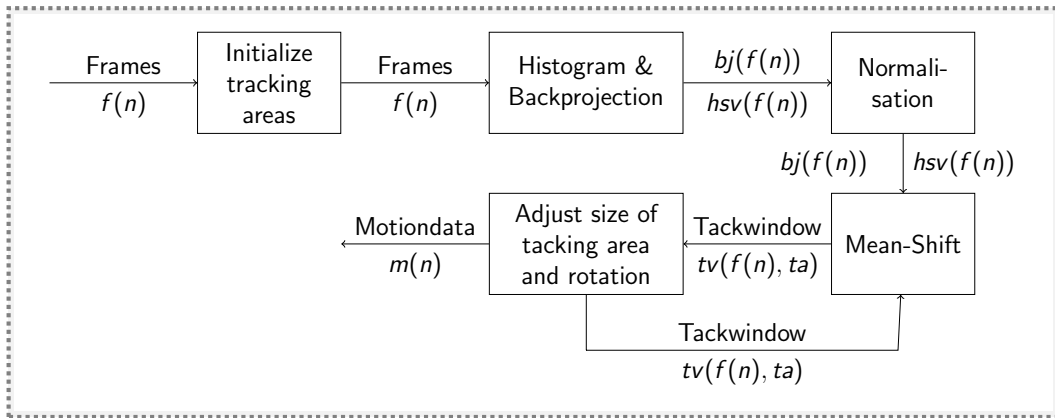 Frames
f(n)
Initialize
tracking
areas
Frames
f(n)
Histogram &
Backprojection
bj(f(n))
hsv(f(n))
Normali-
sation
bj(f(n))
hsv(f(n))
Mean-Shift
Tackwindow
tv(f(n), ta)
Adjust size of
tacking area
and rotation
Motiondata
m(n)
Tackwindow
tv(f(n), ta)